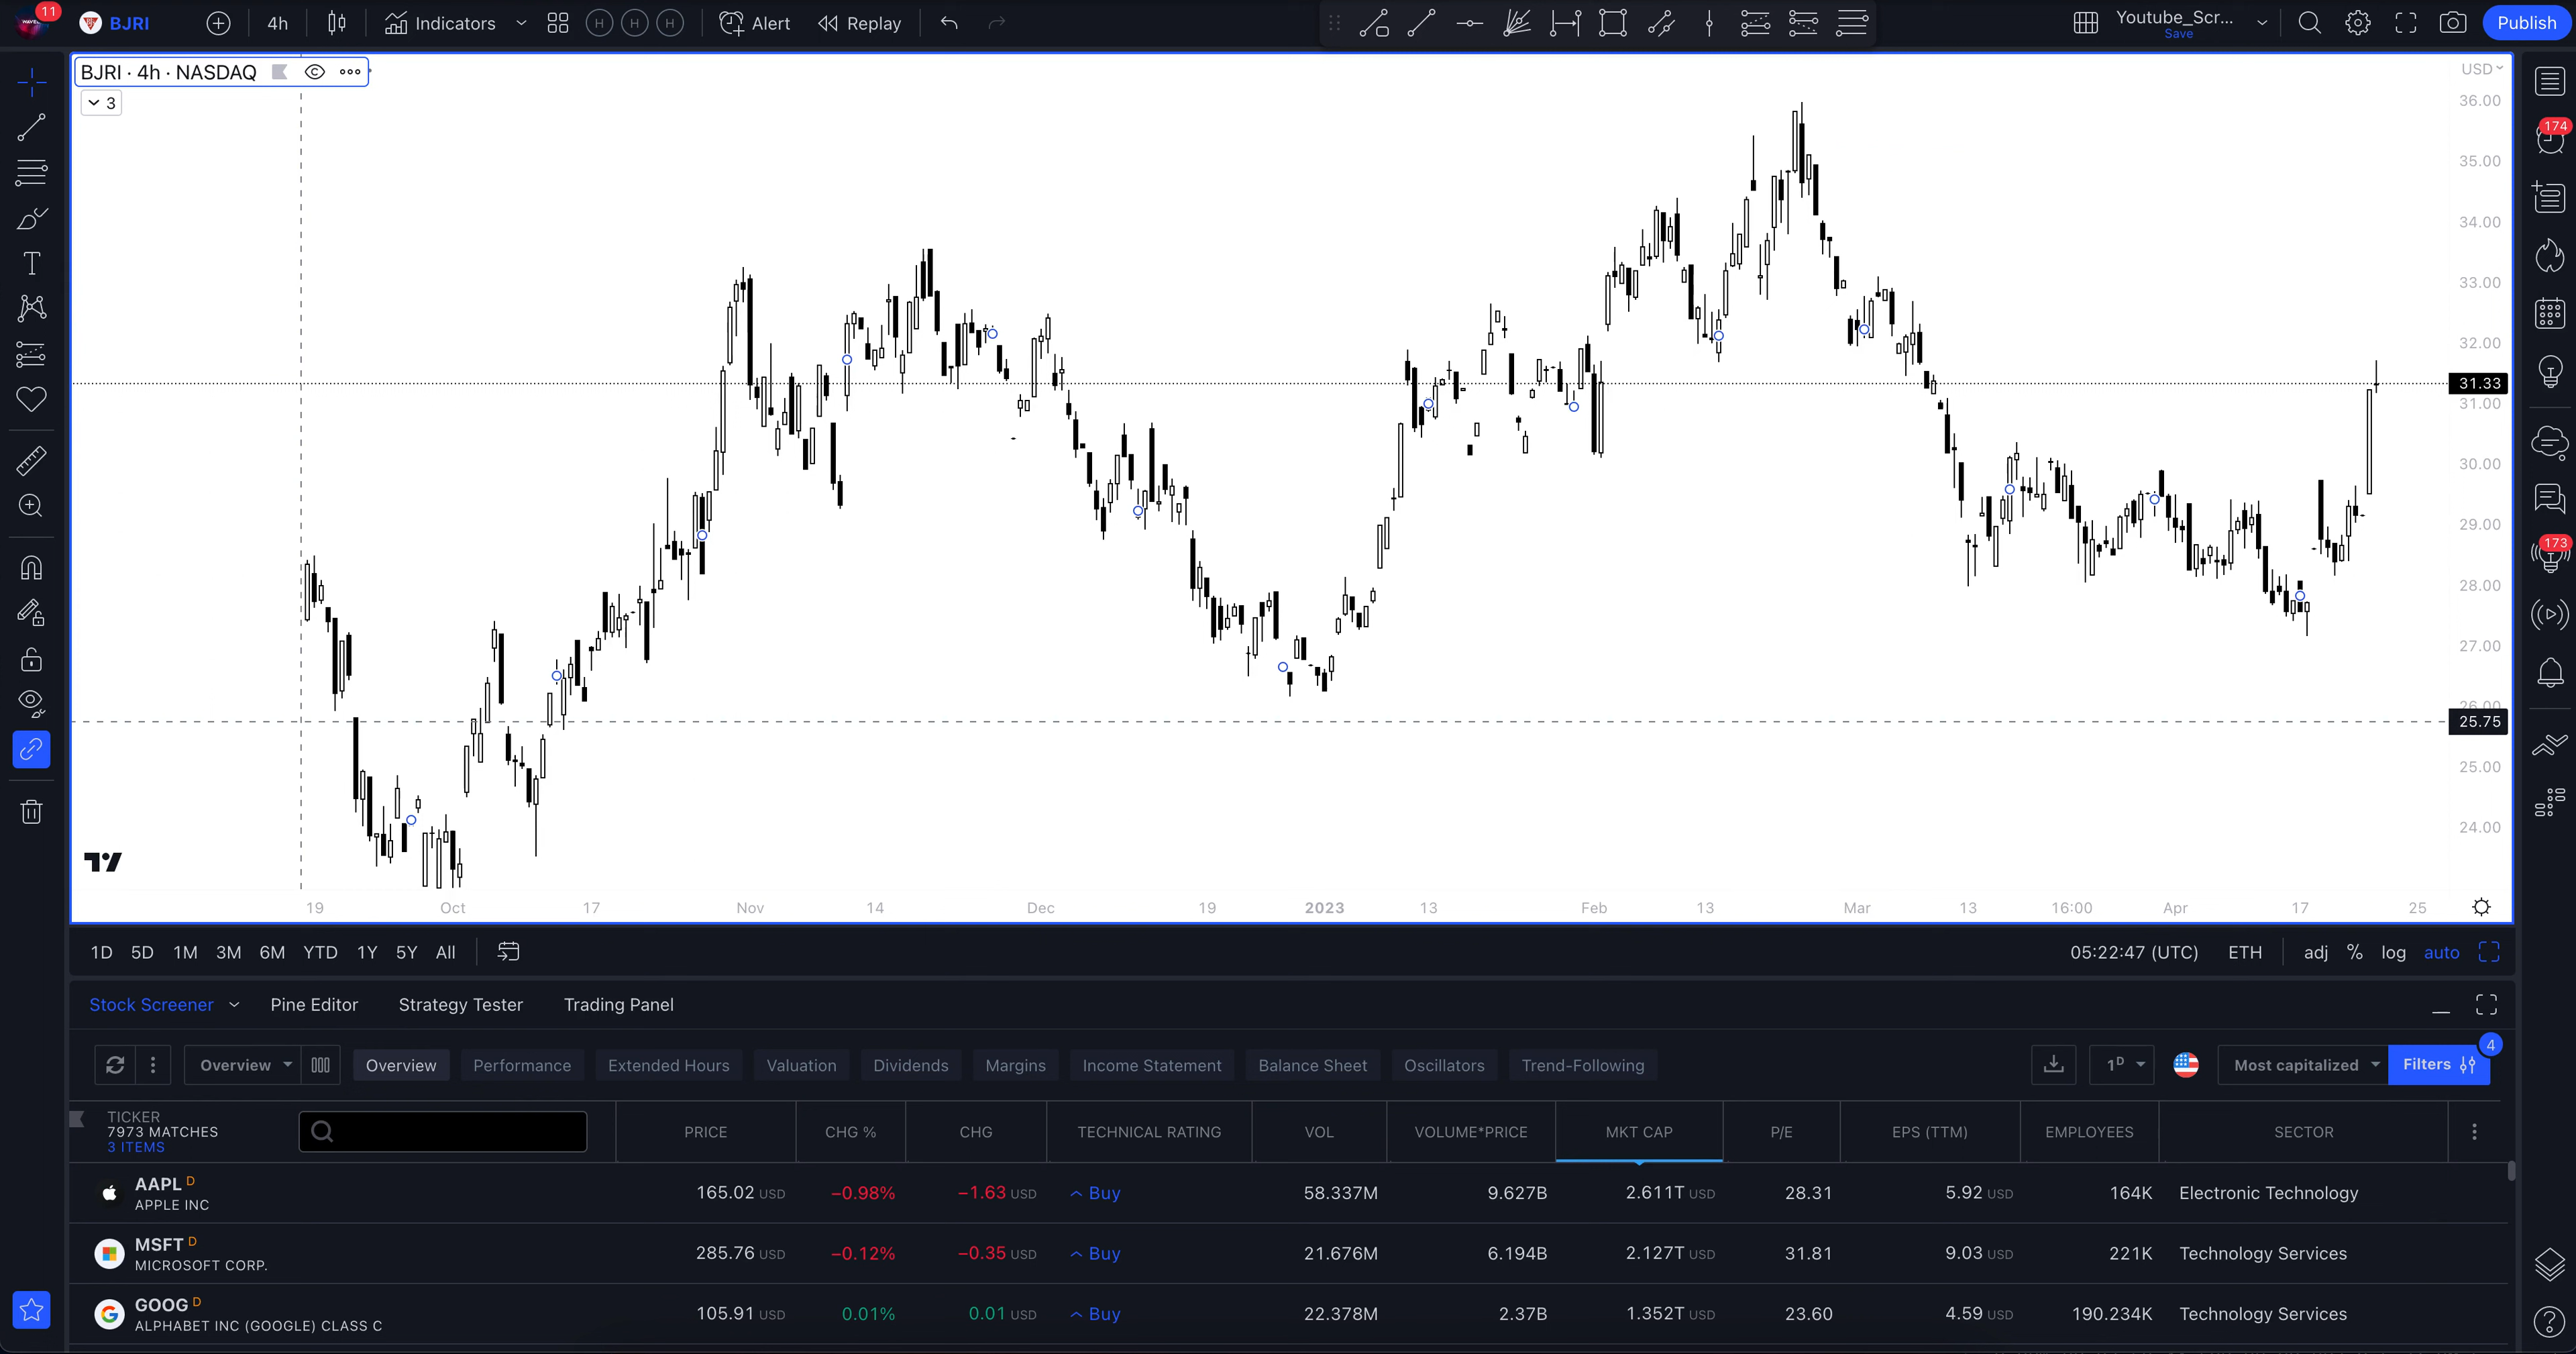 11 BJRI 4h Indicators H H H Alert Replay Youtube_Scr... Save Publish
BJRI · 4h · NASDAQ
3
USD
36.00
35.00
34.00
33.00
32.00
31.33
31.00
30.00
29.00
28.00
27.00
26.00
25.75
25.00
24.00
174
173
19 Oct 17 Nov 14 Dec 19 2023 13 Feb 13 Mar 13 16:00 Apr 17 25
1D 5D 1M 3M 6M YTD 1Y 5Y All 05:22:47 (UTC) ETH adj % log auto
Stock Screener Pine Editor Strategy Tester Trading Panel
4
Overview Overview Performance Extended Hours Valuation Dividends Margins Income Statement Balance Sheet Oscillators Trend-Following 1D Most capitalized Filters
TICKER
7973 MATCHES
3 ITEMS
PRICE CHG % CHG TECHNICAL RATING VOL VOLUME*PRICE MKT CAP P/E EPS (TTM) EMPLOYEES SECTOR
AAPL D
APPLE INC
165.02 USD −0.98% −1.63 USD Buy 58.337M 9.627B 2.611T USD 28.31 5.92 USD 164K Electronic Technology
MSFT D
MICROSOFT CORP.
285.76 USD −0.12% −0.35 USD Buy 21.676M 6.194B 2.127T USD 31.81 9.03 USD 221K Technology Services
GOOG D
ALPHABET INC (GOOGLE) CLASS C
105.91 USD 0.01% 0.01 USD Buy 22.378M 2.37B 1.352T USD 23.60 4.59 USD 190.234K Technology Services